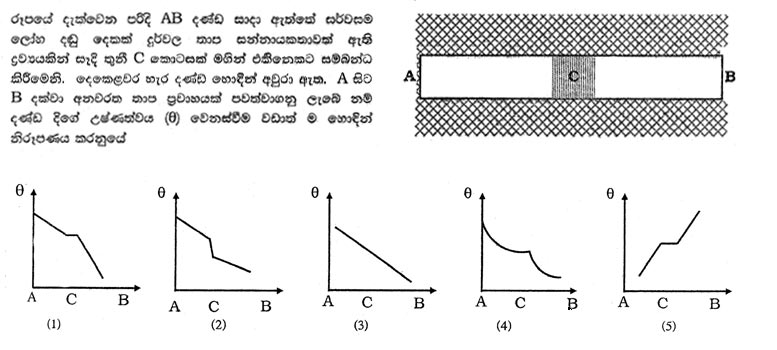 රූපයේ දැක්වෙන පරිදි AB දණ්ඩ සාදා ඇත්තේ සර්වසම
ලෝහ දඬු දෙකක් දුර්වල තාප සන්නායකතාවක් ඇති
ද්‍රව්‍යයකින් සැදි තුනී C කොටසක් මගින් එකිනෙකට සම්බන්ධ
කිරීමෙනි. දෙකෙළවර හැර දණ්ඩ හොඳින් අවුරා ඇත. A සිට
B දක්වා අනවරත තාප ප්‍රවාහයක් පවත්වාගනු ලැබේ නම්
දණ්ඩ දිගේ උෂ්ණත්වය (θ) වෙනස්වීම වඩාත් ම හොඳින්
නිරූපණය කරනුයේ
A C B
θ θ θ θ θ
A C B A C B A C B A C B A C B
(1) (2) (3) (4) (5)